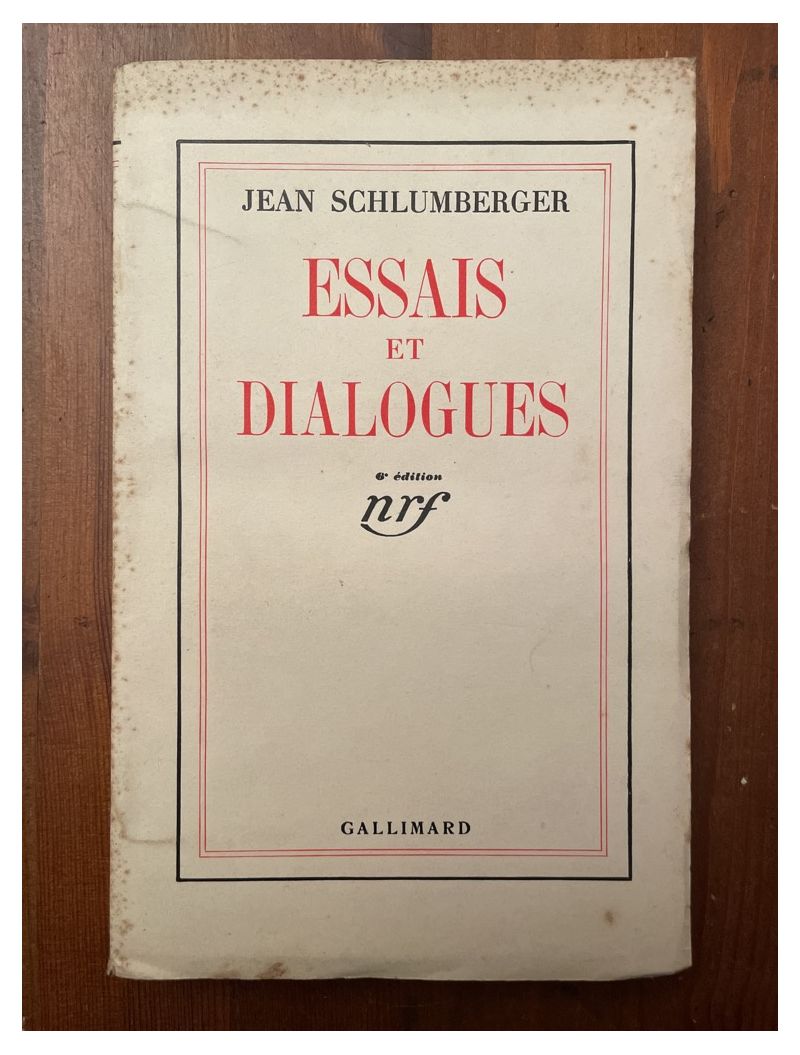 JEAN SCHLUMBERGER
ESSAIS
ET
DIALOGUES
6e édition
nrf
GALLIMARD